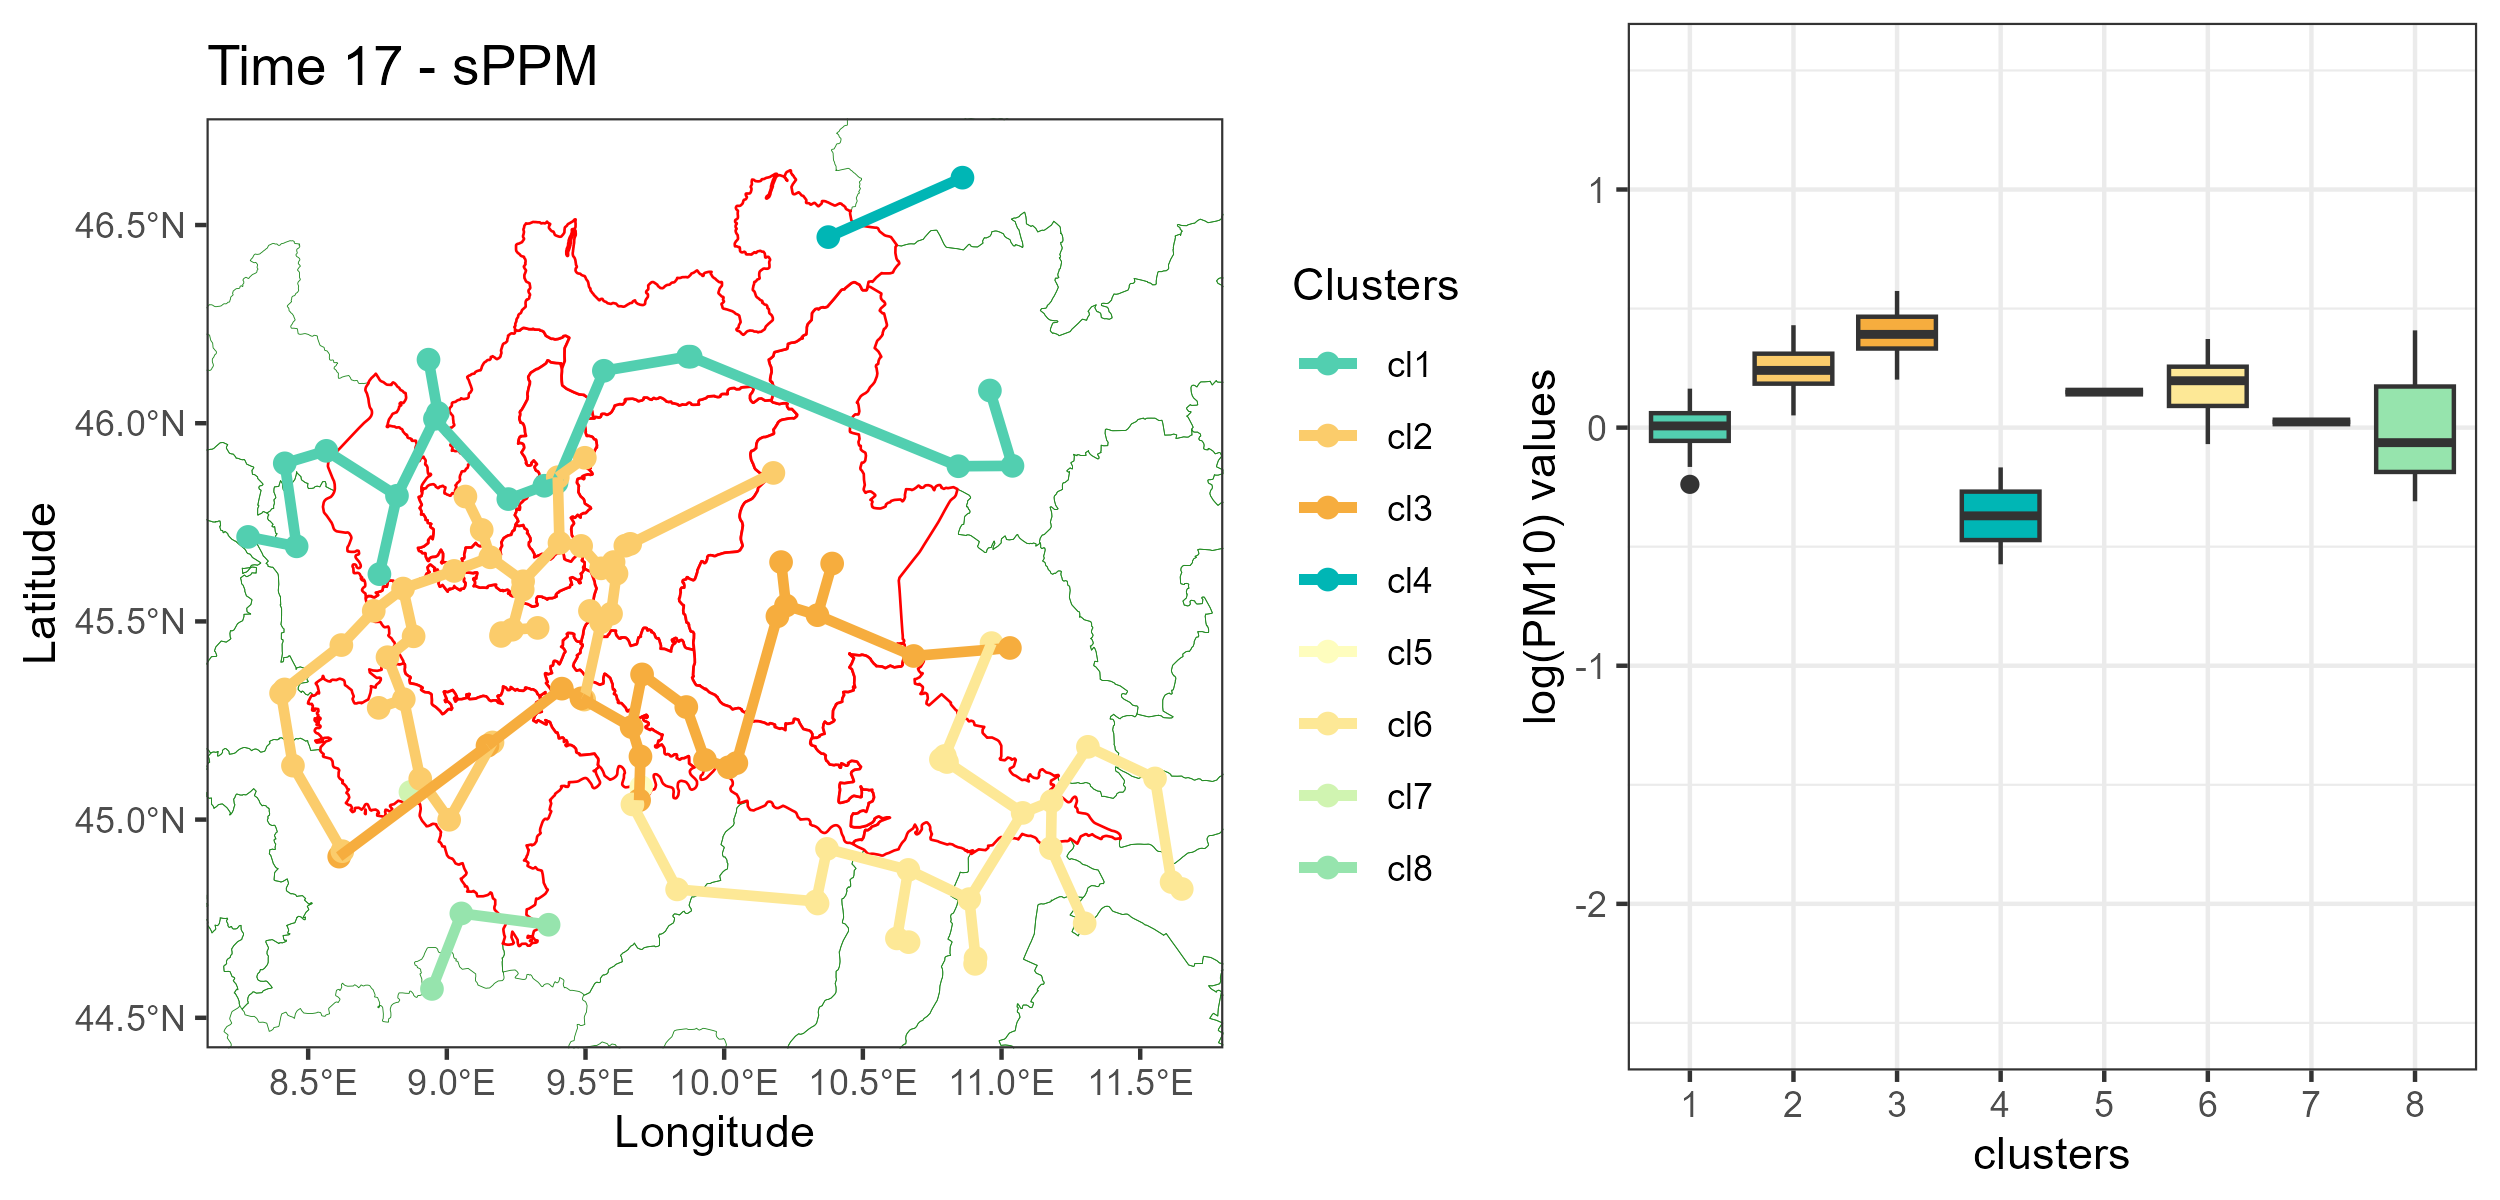 Time 17 - sPPM
Latitude
46.5°N
46.0°N
45.5°N
45.0°N
44.5°N
8.5°E 9.0°E 9.5°E 10.0°E 10.5°E 11.0°E 11.5°E
Longitude
Clusters
cl1
cl2
cl3
cl4
cl5
cl6
cl7
cl8
log(PM10) values
1
0
-1
-2
1 2 3 4 5 6 7 8
clusters